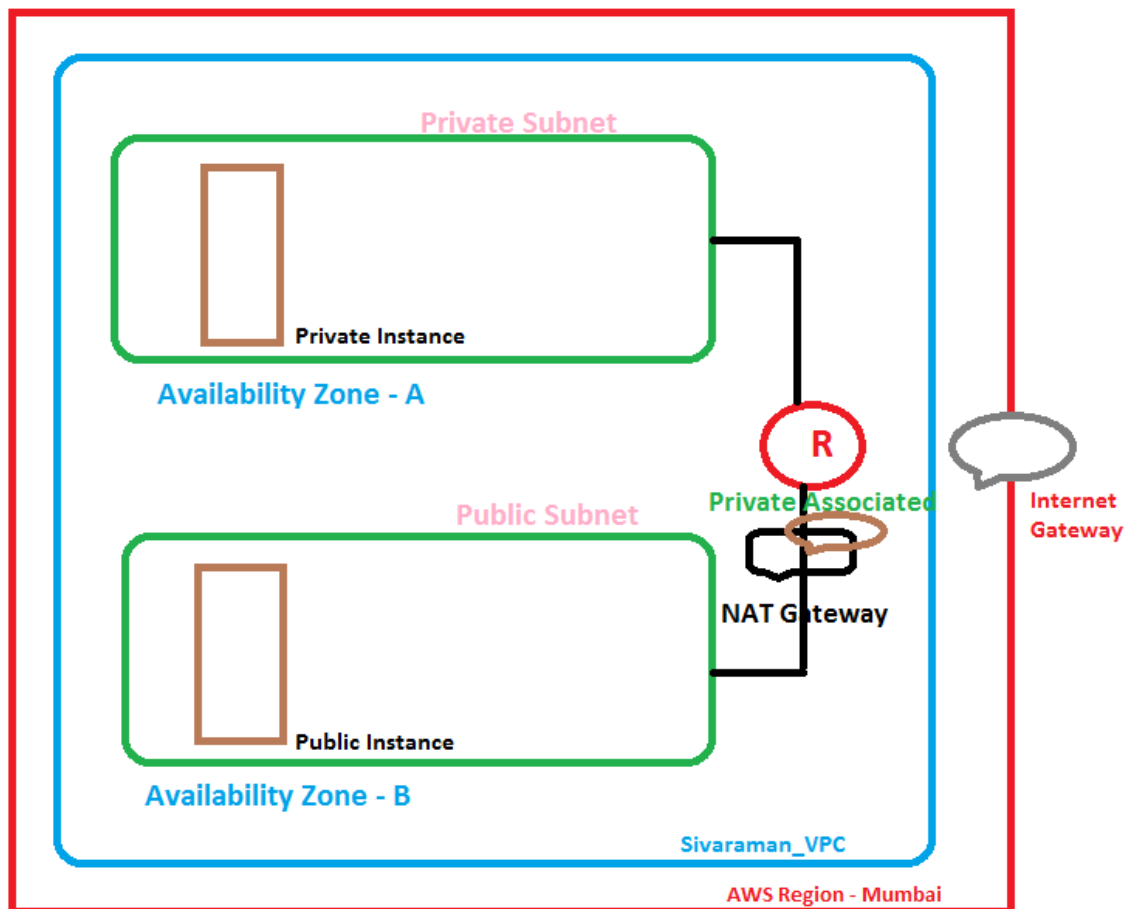 Private Subnet
Private Instance
Availability Zone - A
R
Private Associated
Internet
Gateway
Public Subnet
NAT Gateway
Public Instance
Availability Zone - B
Sivaraman_VPC
AWS Region - Mumbai